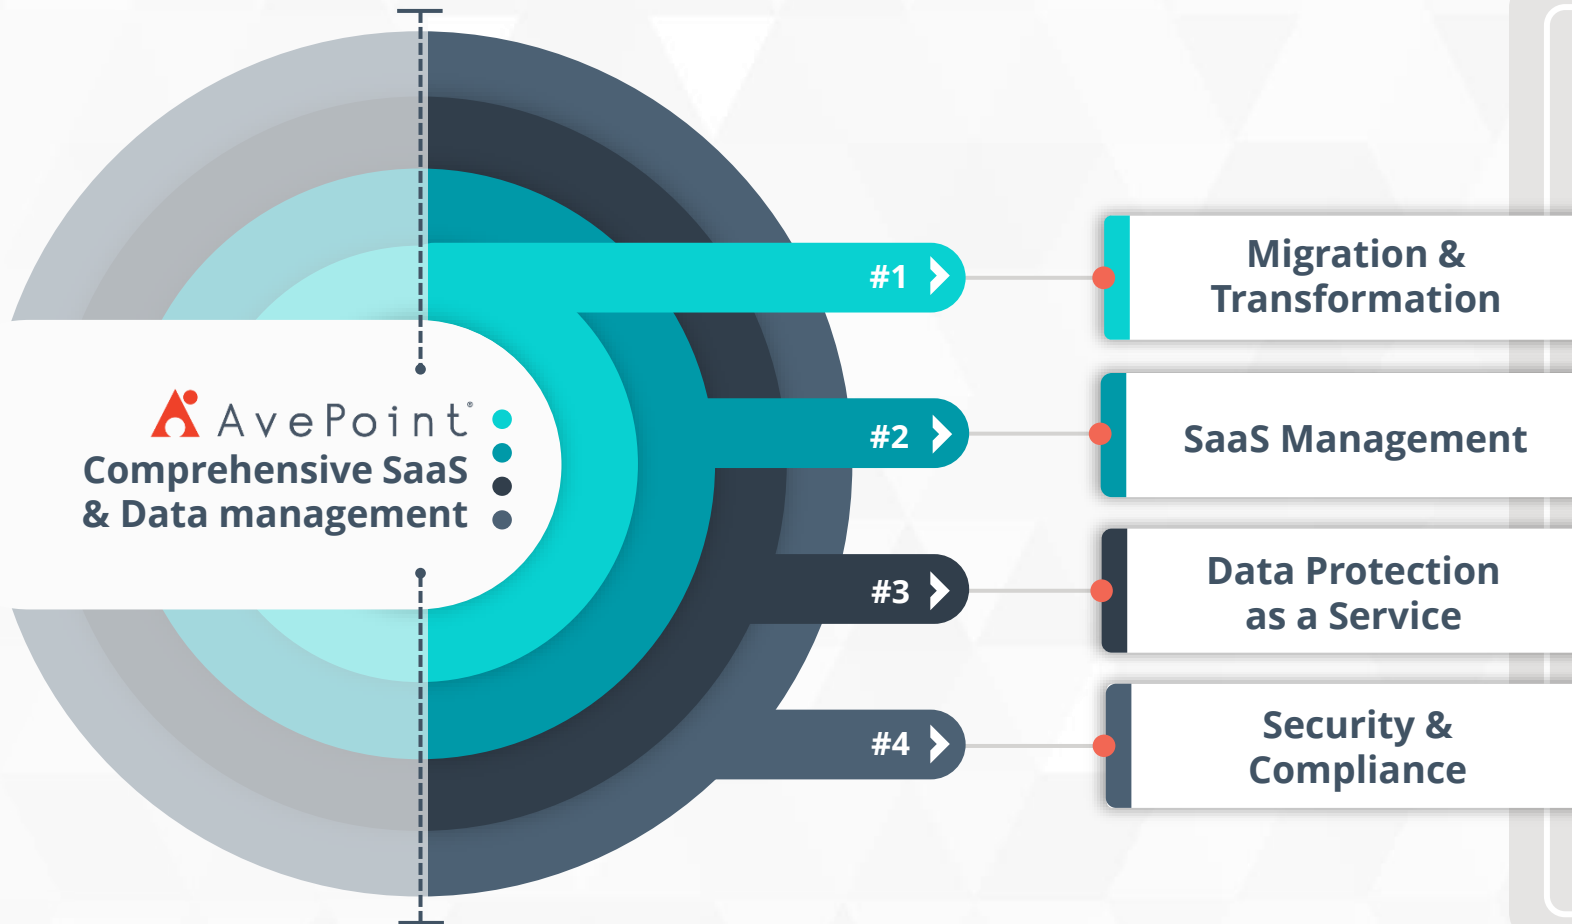 AvePoint®
Comprehensive SaaS
& Data management
#1
Migration &
Transformation
#2
SaaS Management
#3
Data Protection
as a Service
#4
Security &
Compliance